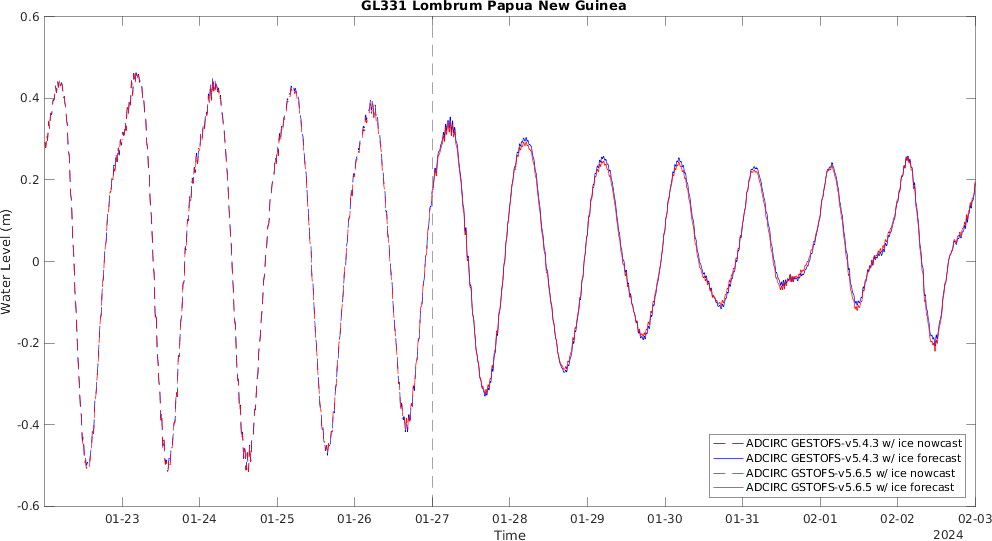 GL331 Lombrum Papua New Guinea
0.6
0.4
0.2
0
-0.2
-0.4
-0.6
Water Level (m)
01-23 01-24 01-25 01-26 01-27 01-28 01-29 01-30 01-31 02-01 02-02 02-03
Time
2024
ADCIRC GESTOFS-v5.4.3 w/ ice nowcast
ADCIRC GESTOFS-v5.4.3 w/ ice forecast
ADCIRC GSTOFS-v5.6.5 w/ ice nowcast
ADCIRC GSTOFS-v5.6.5 w/ ice forecast